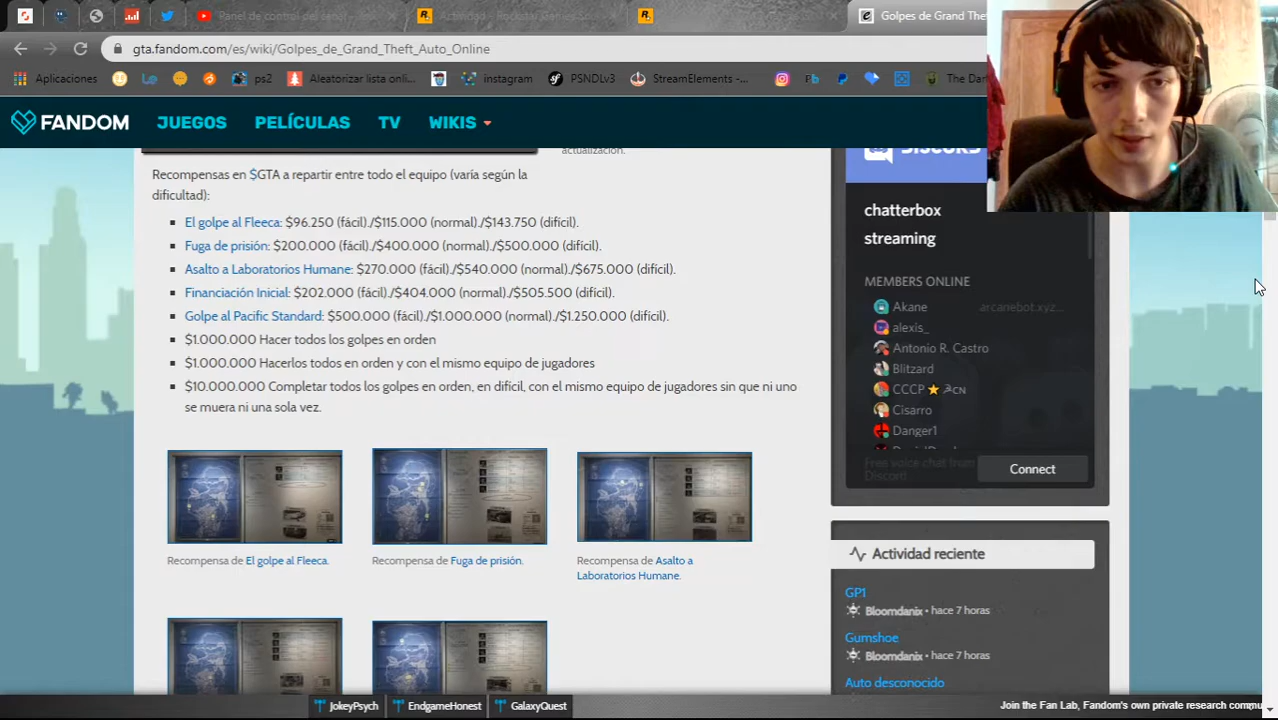 Panel de control del canal
Golpes de Grand Thef
gta.fandom.com/es/wiki/Golpes_de_Grand_Theft_Auto_Online
Aplicaciones
ps2
Aleatorizar lista onli...
instagram
PSNDLv3
StreamElements -...
The Dar
FANDOM
JUEGOS
PELÍCULAS
TV
WIKIS
actualización.
Recompensas en $GTA a repartir entre todo el equipo (varía según la
dificultad):
El golpe al Fleeca: $96.250 (fácil)./$115.000 (normal)./$143.750 (difícil).
Fuga de prisión: $200.000 (fácil)./$400.000 (normal)./$500.000 (difícil).
Asalto a Laboratorios Humane: $270.000 (fácil)./$540.000 (normal)./$675.000 (difícil).
Financiación Inicial: $202.000 (fácil)./$404.000 (normal)./$505.500 (difícil).
Golpe al Pacific Standard: $500.000 (fácil)./$1.000.000 (normal)./$1.250.000 (difícil).
$1.000.000 Hacer todos los golpes en orden
$1.000.000 Hacerlos todos en orden y con el mismo equipo de jugadores
$10.000.000 Completar todos los golpes en orden, en difícil, con el mismo equipo de jugadores sin que ni uno
se muera ni una sola vez.
Recompensa de El golpe al Fleeca.
Recompensa de Fuga de prisión.
Recompensa de Asalto a
Laboratorios Humane.
chatterbox
streaming
MEMBERS ONLINE
Akane
arcanebot.xyz...
alexis_
Antonio R. Castro
Blitzard
CCCP
Cisarro
Danger1
Free voice chat from
Discord
Connect
Actividad reciente
GP1
Bloomdanix • hace 7 horas
Gumshoe
Bloomdanix • hace 7 horas
Auto desconocido
JokeyPsych
EndgameHonest
GalaxyQuest
Join the Fan Lab, Fandom's own private research commu